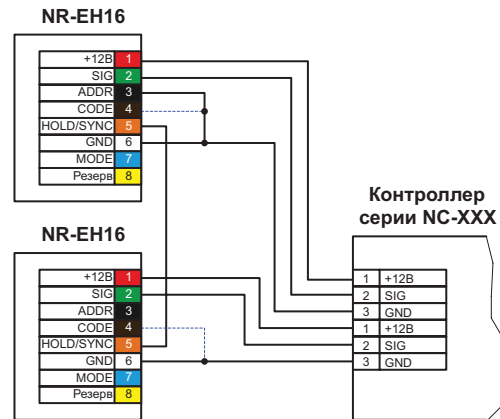 NR-EH16
+12В 1
SIG 2
ADDR 3
CODE 4
HOLD/SYNC 5
GND 6
MODE 7
Резерв 8
Контроллер
серии NC-XXX
NR-EH16
+12В 1
SIG 2
ADDR 3
CODE 4
HOLD/SYNC 5
GND 6
MODE 7
Резерв 8
1 +12В
2 SIG
3 GND
1 +12В
2 SIG
3 GND